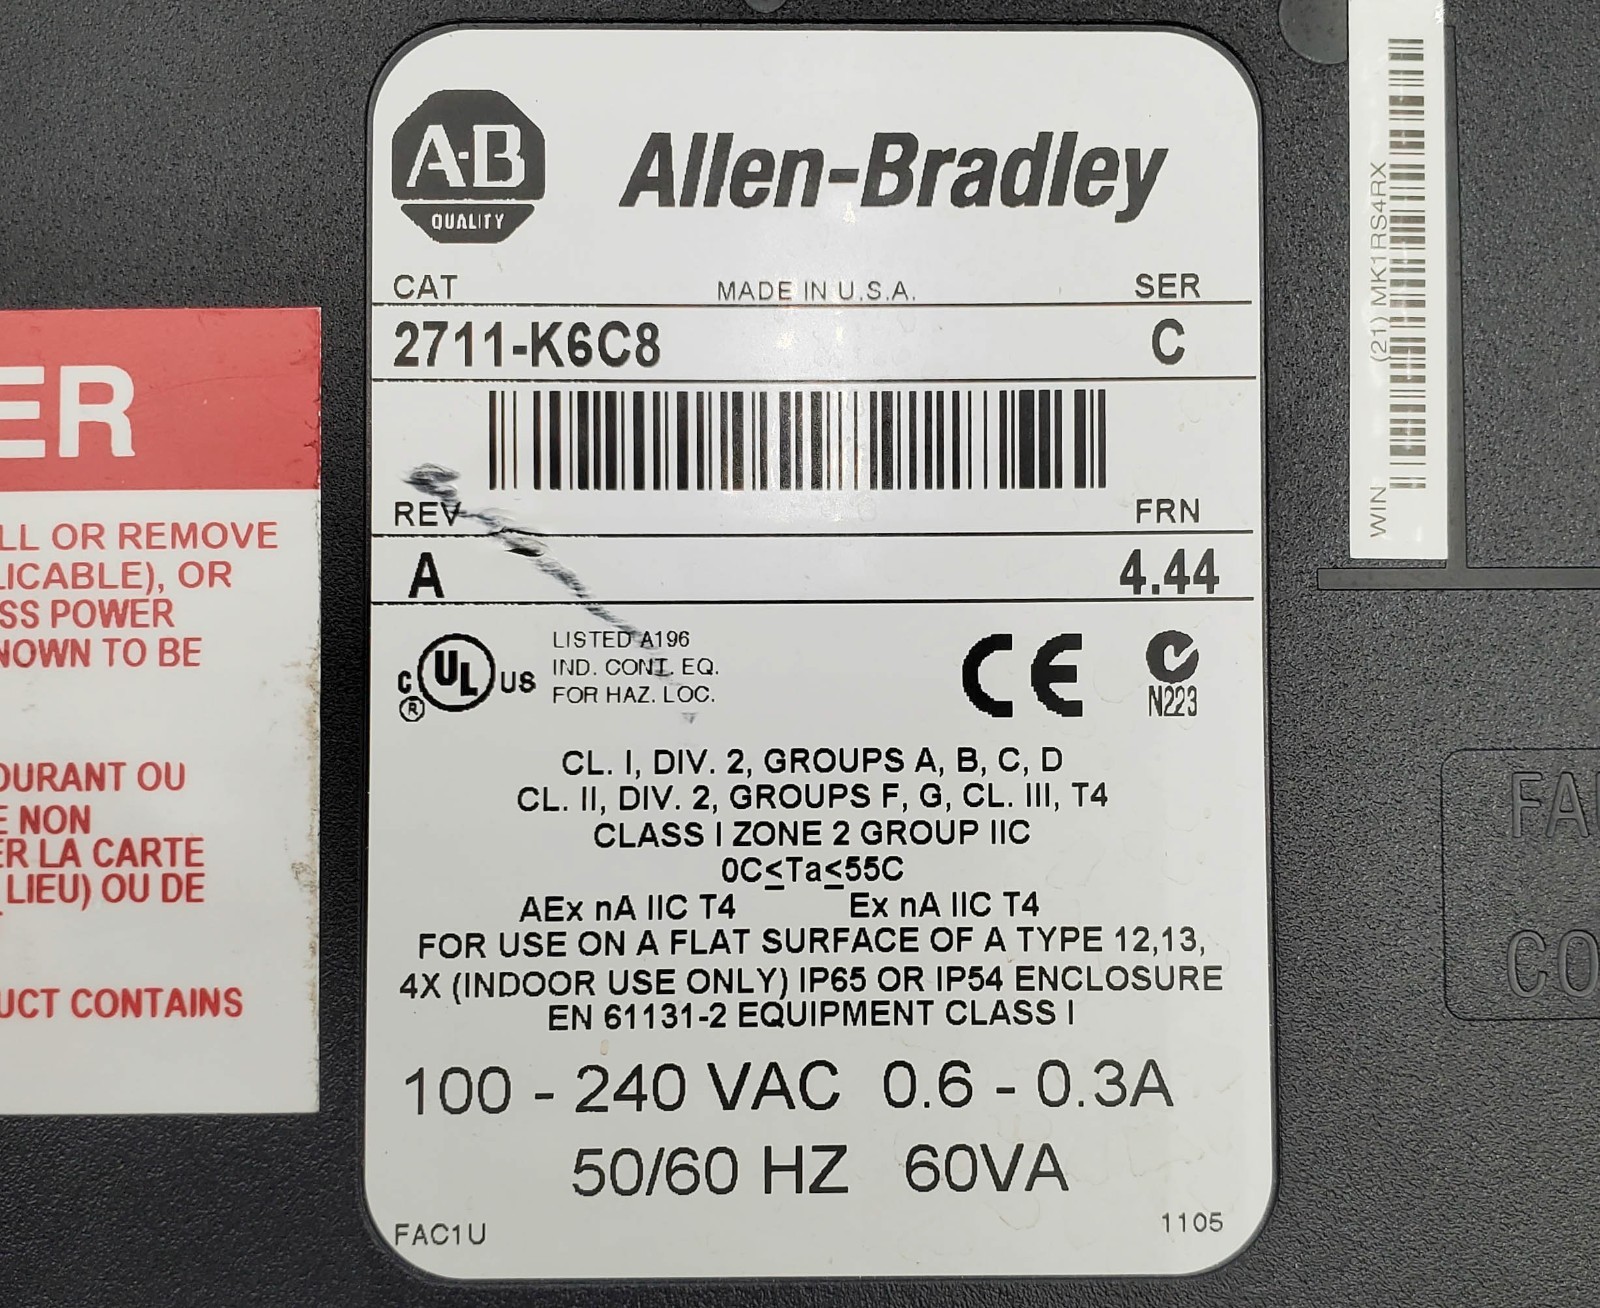 A-B
QUALITY
Allen-Bradley
CAT MADE IN U.S.A. SER
2711-K6C8 C
REV FRN
A 4.44
C UL US
R
LISTED A196
IND. CONT. EQ.
FOR HAZ. LOC.
CE
N223
CL. I, DIV. 2, GROUPS A, B, C, D
CL. II, DIV. 2, GROUPS F, G, CL. III, T4
CLASS I ZONE 2 GROUP IIC
0C≤Ta≤55C
AEx nA IIC T4 Ex nA IIC T4
FOR USE ON A FLAT SURFACE OF A TYPE 12,13,
4X (INDOOR USE ONLY) IP65 OR IP54 ENCLOSURE
EN 61131-2 EQUIPMENT CLASS I
100 - 240 VAC 0.6 - 0.3A
50/60 HZ 60VA
FAC1U 1105
ER
LL OR REMOVE
LICABLE), OR
SS POWER
NOWN TO BE
OURANT OU
E NON
ER LA CARTE
LIEU) OU DE
UCT CONTAINS
WIN (21) MK1RS4RX
FA
CO